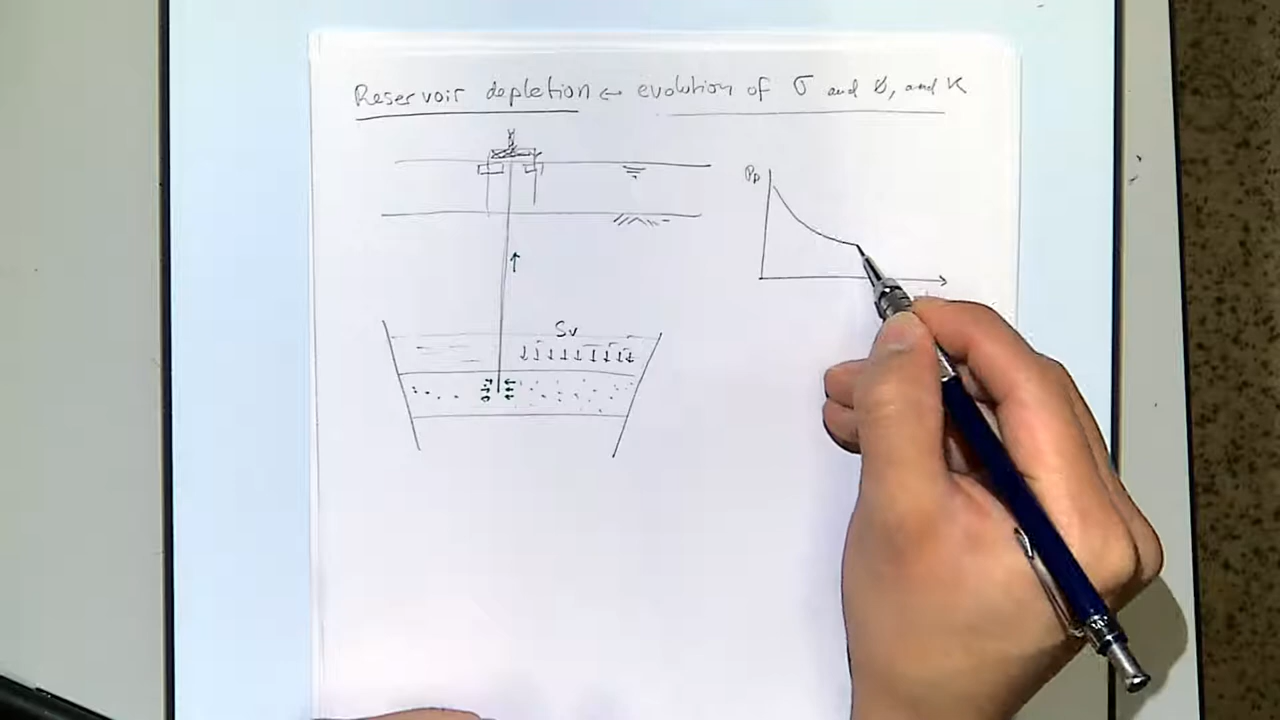 Reservoir depletion ↔ evolution of σ and ϕ, and K
Pp
Sv